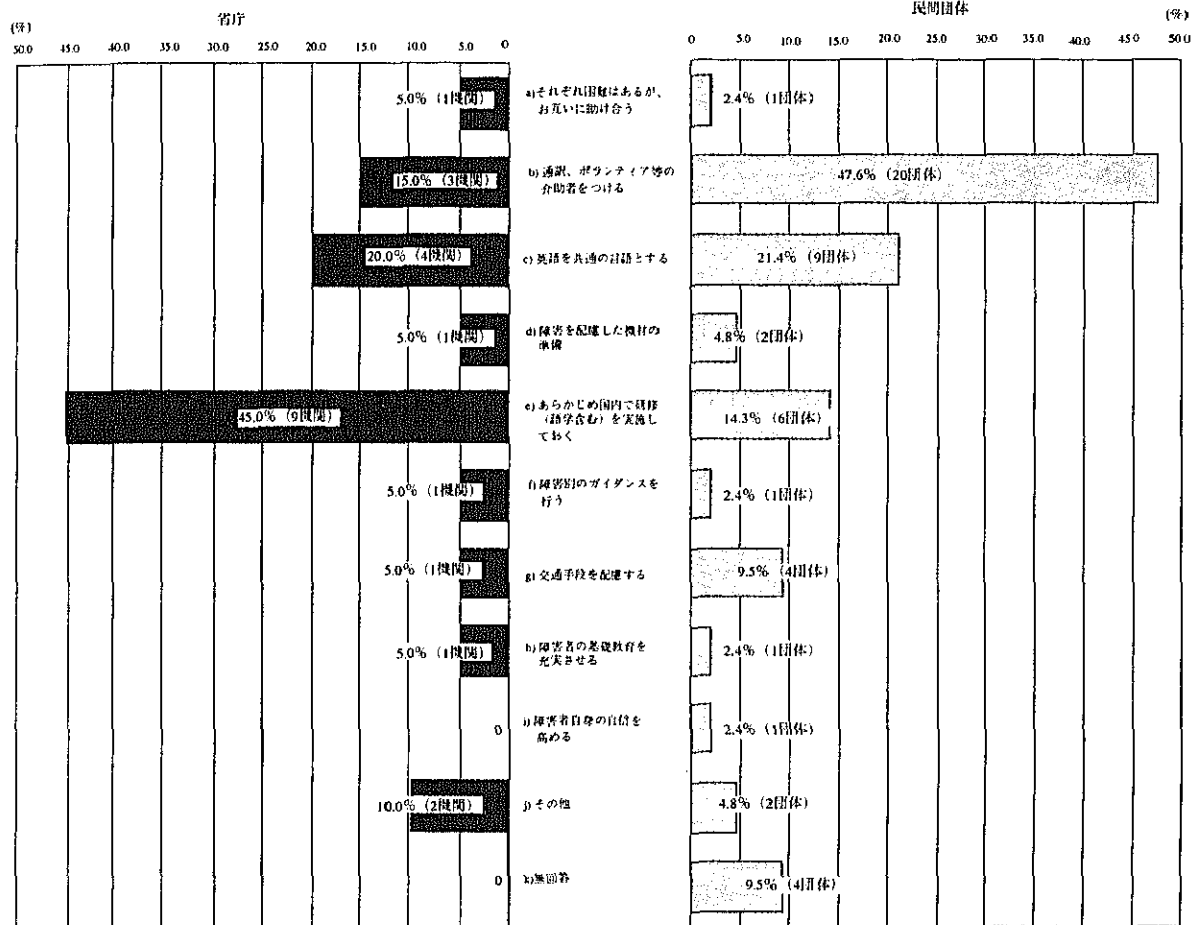 省庁
民間団体
(%)
(%)
50.0 45.0 40.0 35.0 30.0 25.0 20.0 15.0 10.0 5.0 0
0 5.0 10.0 15.0 20.0 25.0 30.0 35.0 40.0 45.0 50.0
5.0% (1機関)
a)それぞれ困難はあるが、
お互いに助け合う
2.4% (1団体)
15.0% (3機関)
b)通訳、ボランティア等の
介助者をつける
47.6% (20団体)
20.0% (4機関)
c)英語を共通の言語とする
21.4% (9団体)
5.0% (1機関)
d)障害を配慮した機材の
準備
4.8% (2団体)
45.0% (9機関)
e)あらかじめ国内で研修
(語学含む)を実施し
ておく
14.3% (6団体)
5.0% (1機関)
f)障害別のガイダンスを
行う
2.4% (1団体)
5.0% (1機関)
g)交通手段を配慮する
9.5% (4団体)
5.0% (1機関)
h)障害者の基礎教育を
充実させる
2.4% (1団体)
0
i)障害者自身の自信を
高める
2.4% (1団体)
10.0% (2機関)
j)その他
4.8% (2団体)
0
k)無回答
9.5% (4団体)